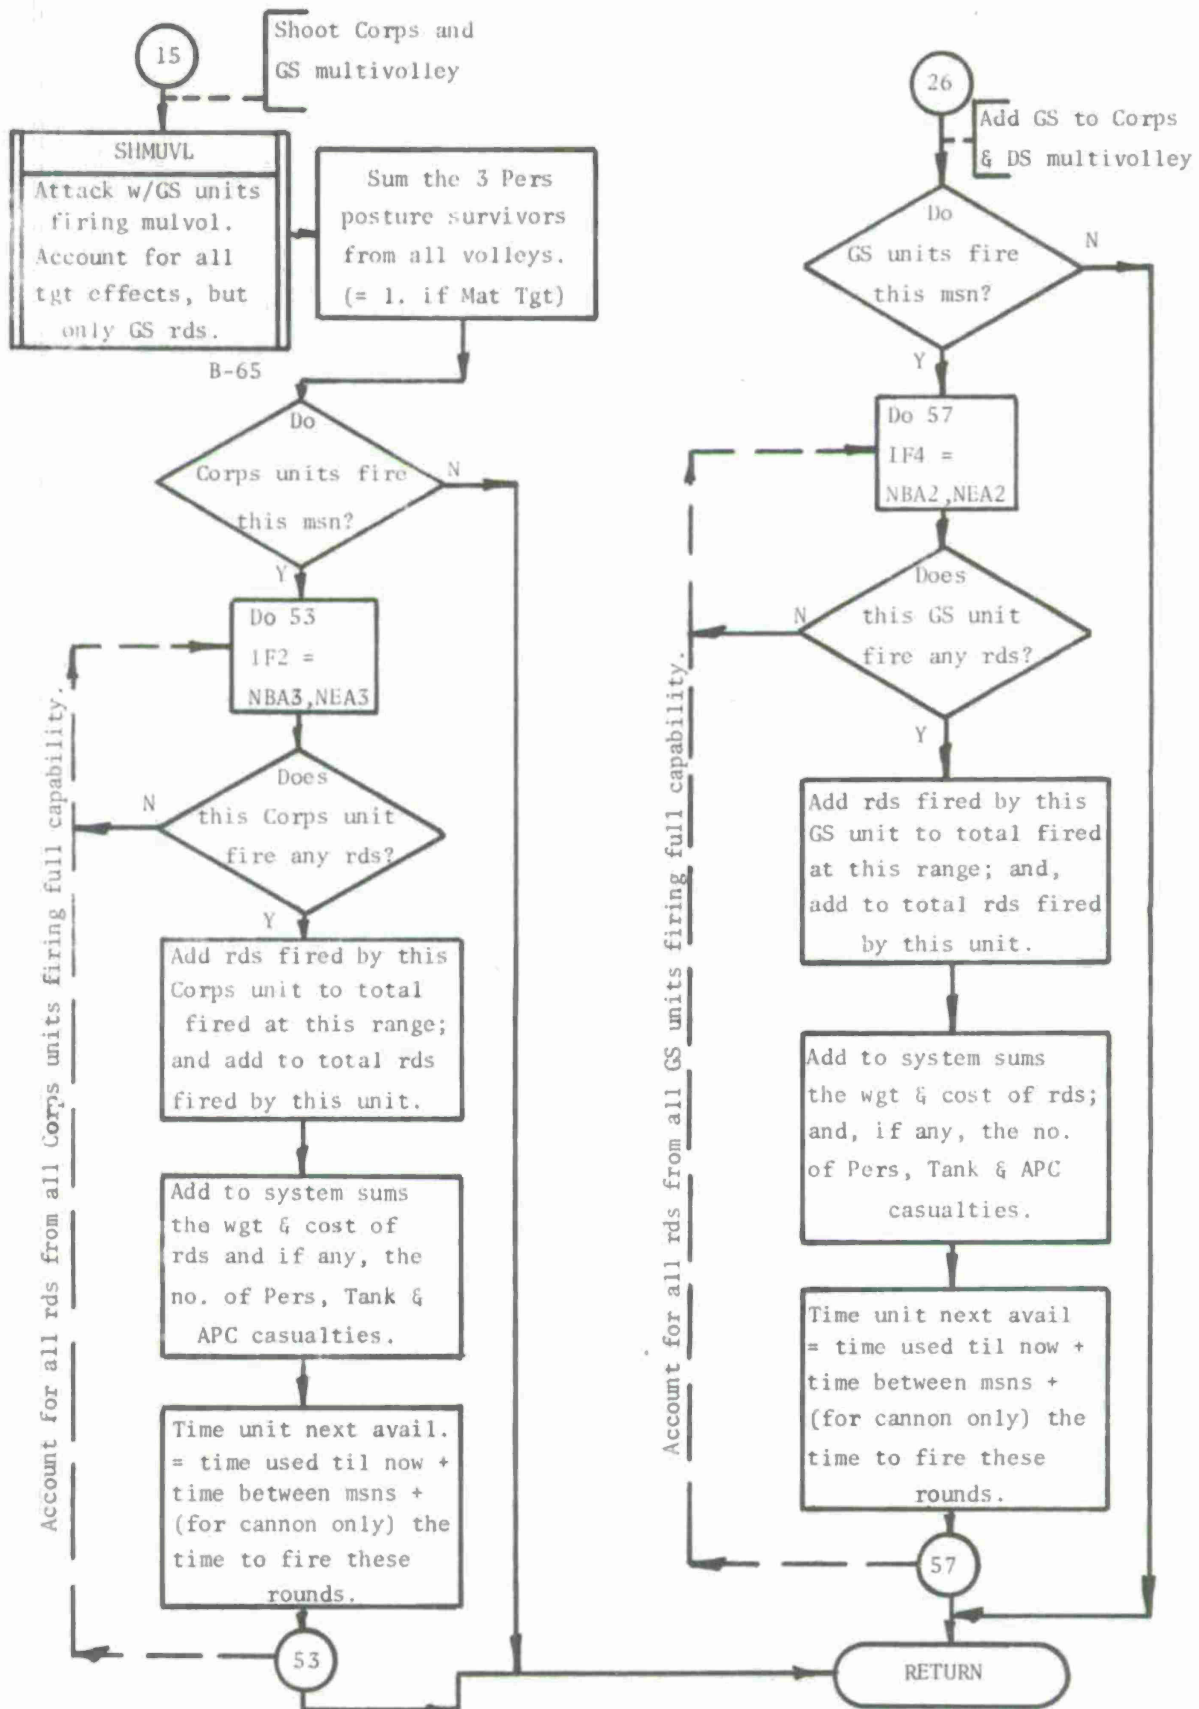 15
Shoot Corps and
GS multivolley
SHMUVL
Attack w/GS units
firing mulvol.
Account for all
tgt effects, but
only GS rds.
B-65
Sum the 3 Pers
posture survivors
from all volleys.
(= 1. if Mat Tgt)
Do
Corps units fire
this msn?
N
Y
Do 53
IF2 =
NBA3,NEA3
Does
this Corps unit
fire any rds?
N
Y
Add rds fired by this
Corps unit to total
fired at this range;
and add to total rds
fired by this unit.
Add to system sums
the wgt & cost of
rds and if any, the
no. of Pers, Tank &
APC casualties.
Time unit next avail.
= time used til now +
time between msns +
(for cannon only) the
time to fire these
rounds.
53
Account for all rds from all Corps units firing full capability.
26
Add GS to Corps
& DS multivolley
Do
GS units fire
this msn?
N
Y
Do 57
IF4 =
NBA2,NEA2
Does
this GS unit
fire any rds?
N
Y
Add rds fired by this
GS unit to total fired
at this range; and,
add to total rds fired
by this unit.
Add to system sums
the wgt & cost of rds;
and, if any, the no.
of Pers, Tank & APC
casualties.
Time unit next avail
= time used til now +
time between msns +
(for cannon only) the
time to fire these
rounds.
57
Account for all rds from all GS units firing full capability.
RETURN